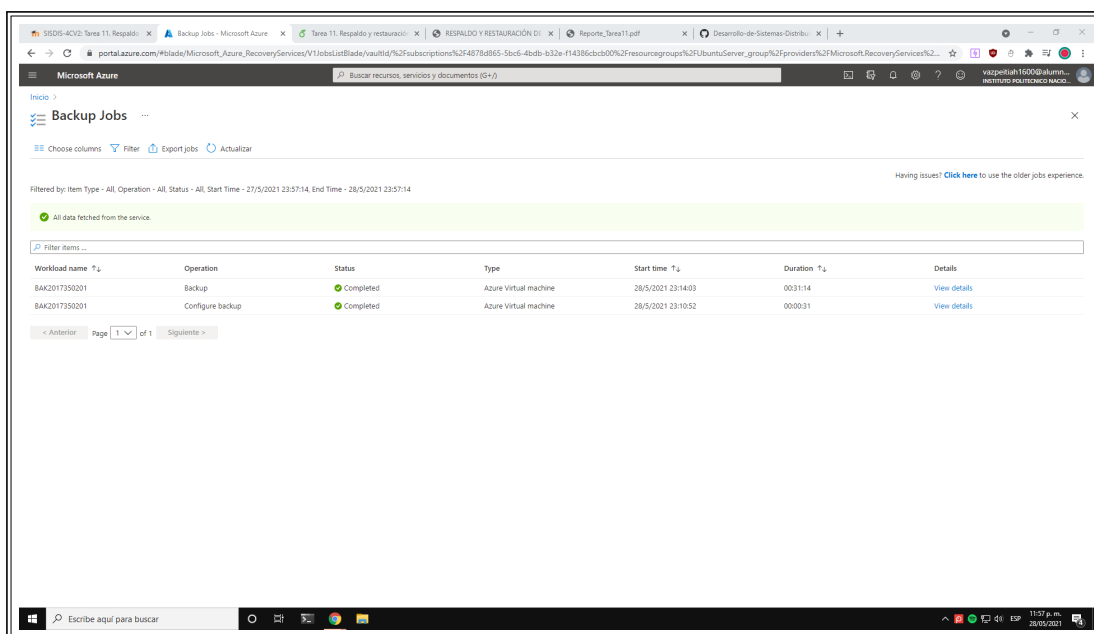 SISDIS-4CV2: Tarea 11. Respaldo
Backup Jobs - Microsoft Azure
Tarea 11. Respaldo y restauración
RESPALDO Y RESTAURACIÓN DE
Reporte_Tarea11.pdf
Desarrollo-de-Sistemas-Distribu
portal.azure.com/#blade/Microsoft_Azure_RecoveryServices/V1JobsListBlade/vaultId/%2Fsubscriptions%2F4878d865-5bc6-4bdb-b32e-f14386cbcb00%2Fresourcegroups%2FUbuntuServer_group%2Fproviders%2FMicrosoft.RecoveryServices%2...
Microsoft Azure
Buscar recursos, servicios y documentos (G+/)
vazpeitiah1600@alumn...
INSTITUTO POLITECNICO NACIO...
Inicio >
Backup Jobs ...
Choose columns Filter Export jobs Actualizar
Having issues? Click here to use the older jobs experience.
Filtered by: Item Type - All, Operation - All, Status - All, Start Time - 27/5/2021 23:57:14, End Time - 28/5/2021 23:57:14
All data fetched from the service.
Filter items ...
Workload name Operation Status Type Start time Duration Details
BAK2017350201 Backup Completed Azure Virtual machine 28/5/2021 23:14:03 00:31:14 View details
BAK2017350201 Configure backup Completed Azure Virtual machine 28/5/2021 23:10:52 00:00:31 View details
< Anterior Page 1 of 1 Siguiente >
Escribe aquí para buscar
ESP
11:57 p. m.
28/05/2021
4